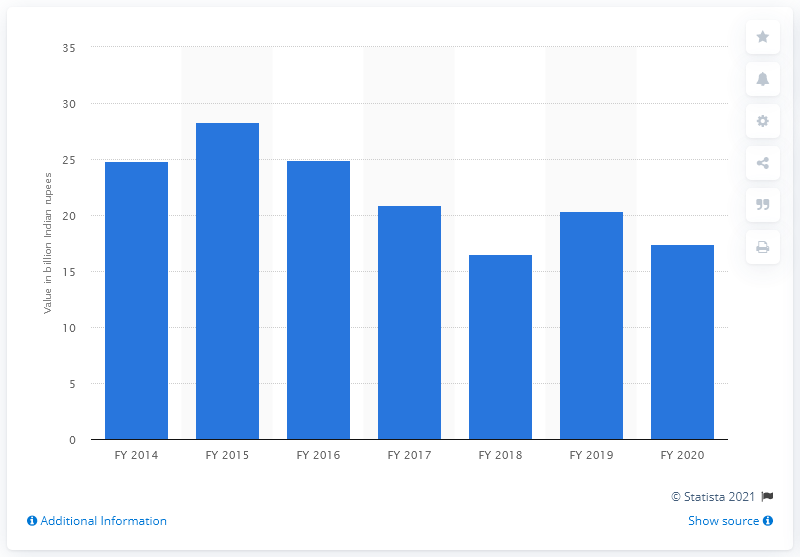 35
30
25
20
15
10
5
0
Value in billion Indian rupees
FY 2014 FY 2015 FY 2016 FY 2017 FY 2018 FY 2019 FY 2020
© Statista 2021
Additional Information
Show source